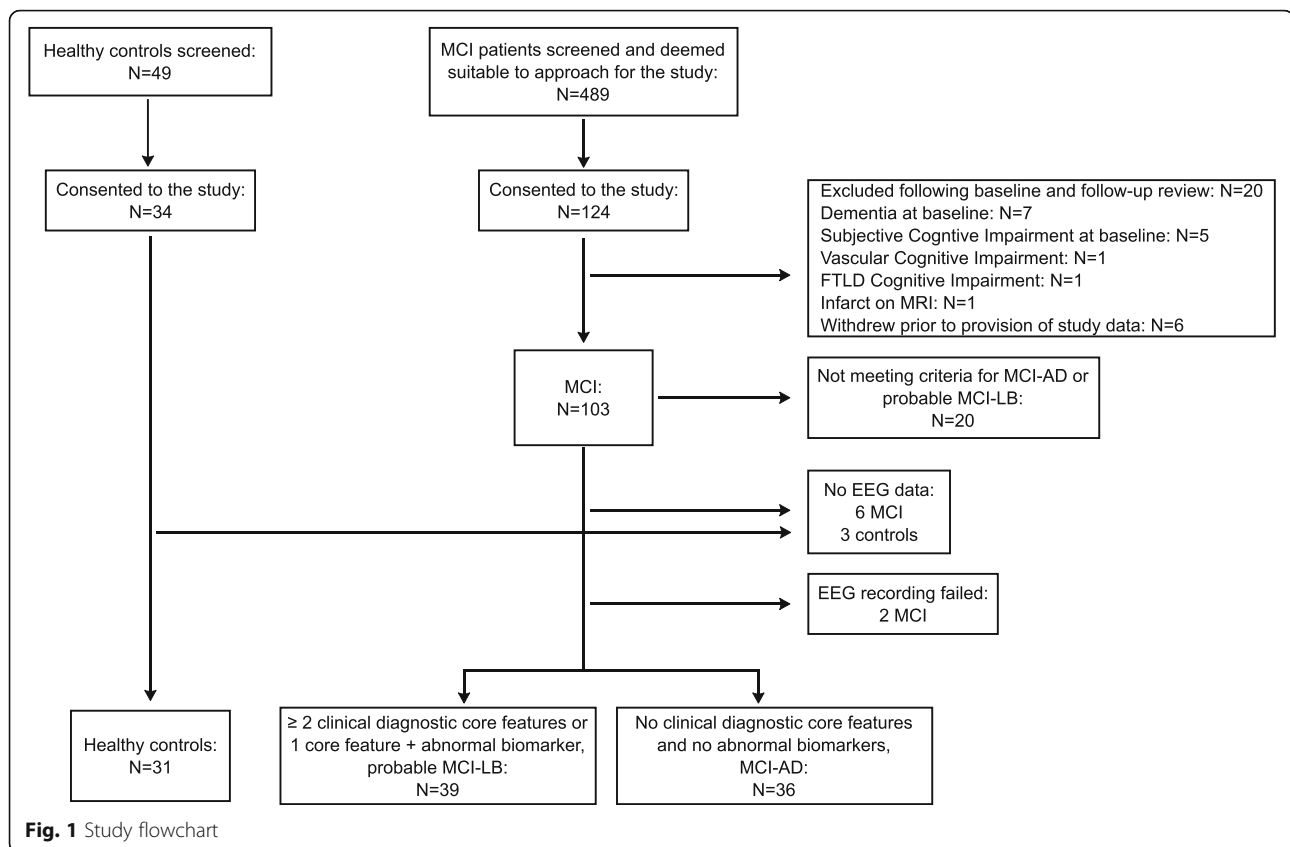 Healthy controls screened:
N=49
MCI patients screened and deemed
suitable to approach for the study:
N=489
Consented to the study:
N=34
Consented to the study:
N=124
Excluded following baseline and follow-up review: N=20
Dementia at baseline: N=7
Subjective Cogntive Impairment at baseline: N=5
Vascular Cognitive Impairment: N=1
FTLD Cognitive Impairment: N=1
Infarct on MRI: N=1
Withdrew prior to provision of study data: N=6
MCI:
N=103
Not meeting criteria for MCI-AD or
probable MCI-LB:
N=20
No EEG data:
6 MCI
3 controls
EEG recording failed:
2 MCI
Healthy controls:
N=31
≥ 2 clinical diagnostic core features or
1 core feature + abnormal biomarker,
probable MCI-LB:
N=39
No clinical diagnostic core features
and no abnormal biomarkers,
MCI-AD:
N=36
Fig. 1 Study flowchart